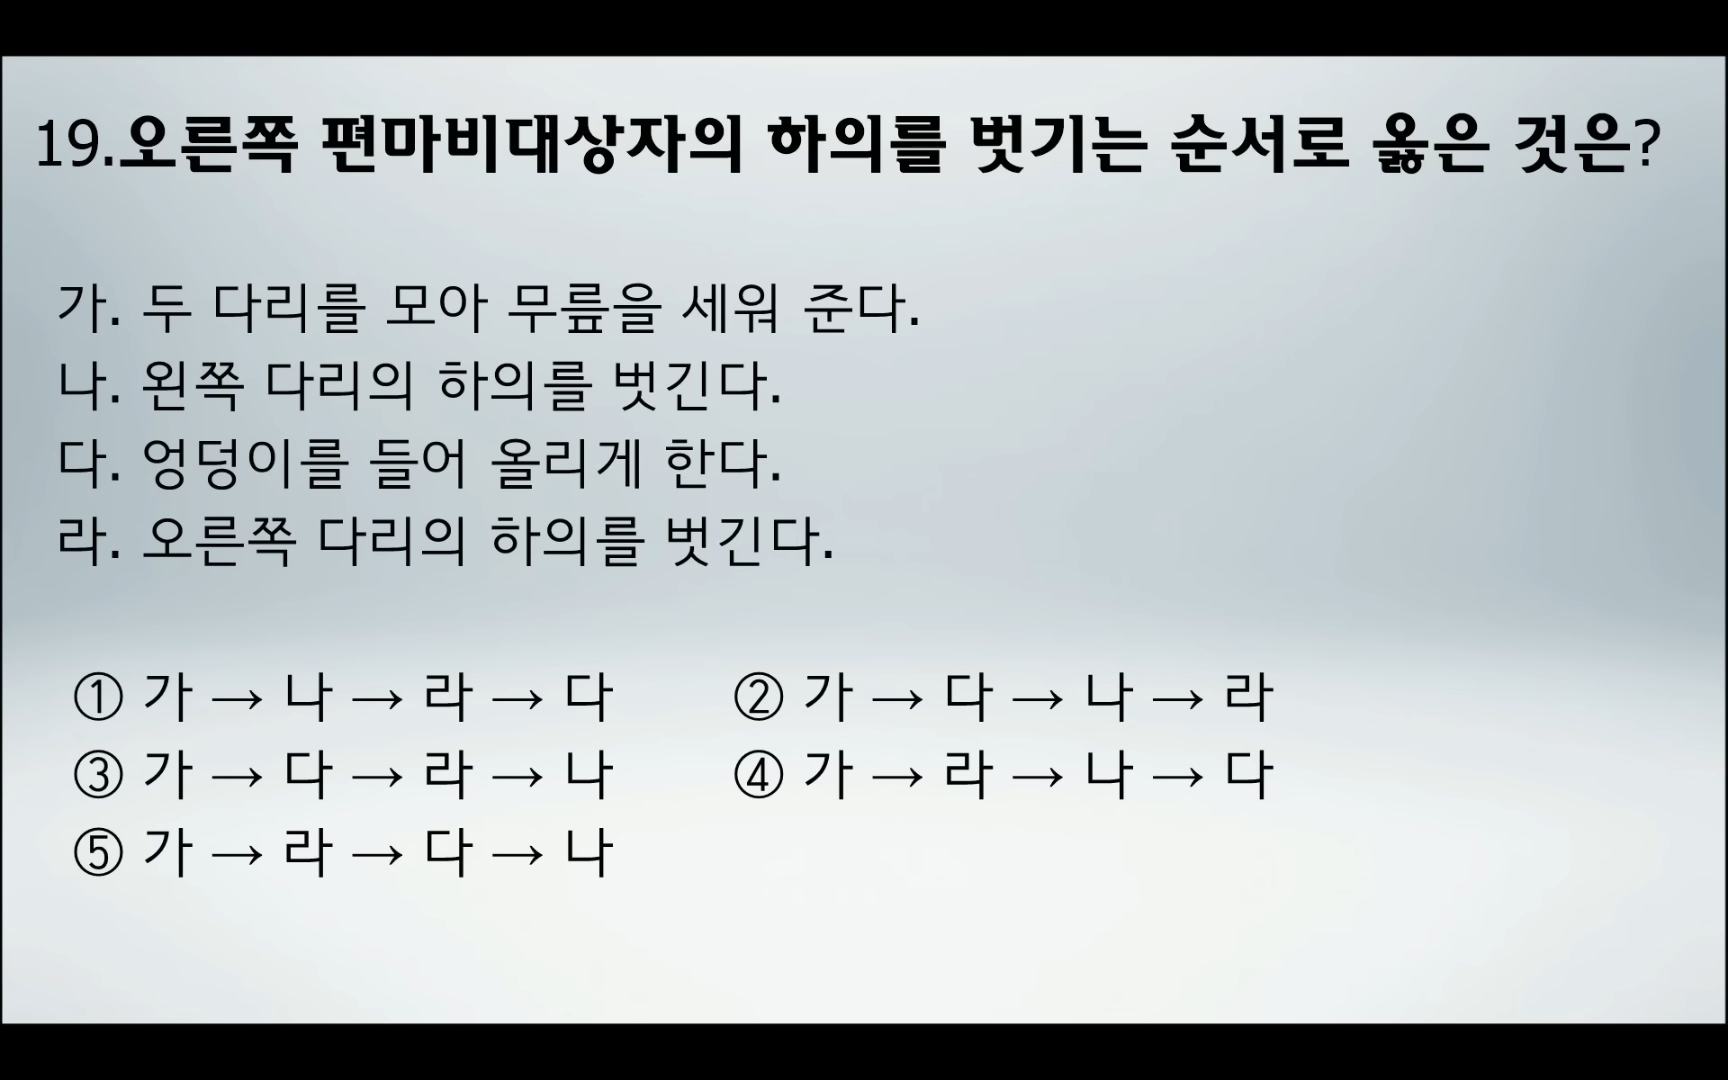 19.오른쪽 편마비대상자의 하의를 벗기는 순서로 옳은 것은?
가. 두 다리를 모아 무릎을 세워 준다.
나. 왼쪽 다리의 하의를 벗긴다.
다. 엉덩이를 들어 올리게 한다.
라. 오른쪽 다리의 하의를 벗긴다.
① 가 → 나 → 라 → 다 ② 가 → 다 → 나 → 라
③ 가 → 다 → 라 → 나 ④ 가 → 라 → 나 → 다
⑤ 가 → 라 → 다 → 나